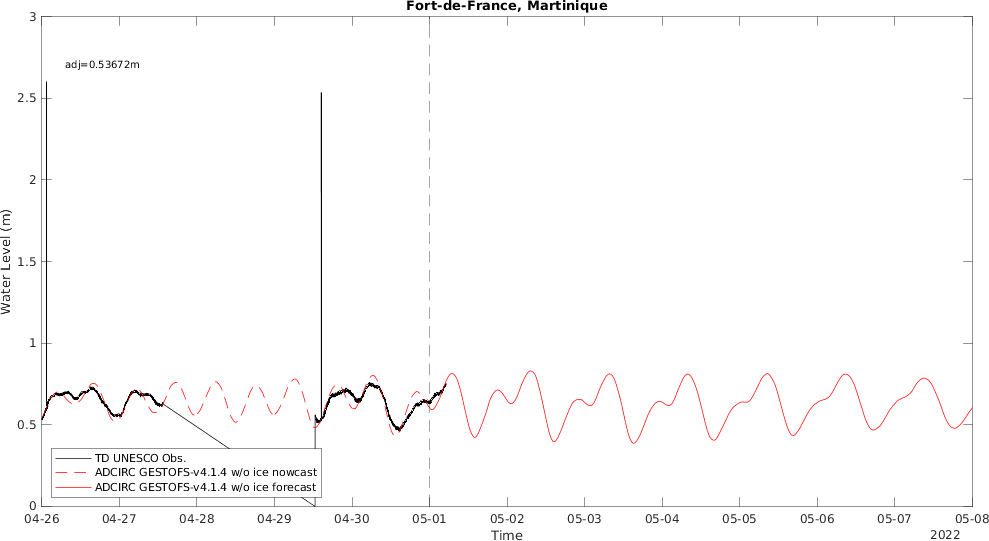 Fort-de-France, Martinique
adj=0.53672m
Water Level (m)
3
2.5
2
1.5
1
0.5
0
TD UNESCO Obs.
ADCIRC GESTOFS-v4.1.4 w/o ice nowcast
ADCIRC GESTOFS-v4.1.4 w/o ice forecast
04-26 04-27 04-28 04-29 04-30 05-01 05-02 05-03 05-04 05-05 05-06 05-07 05-08
Time
2022